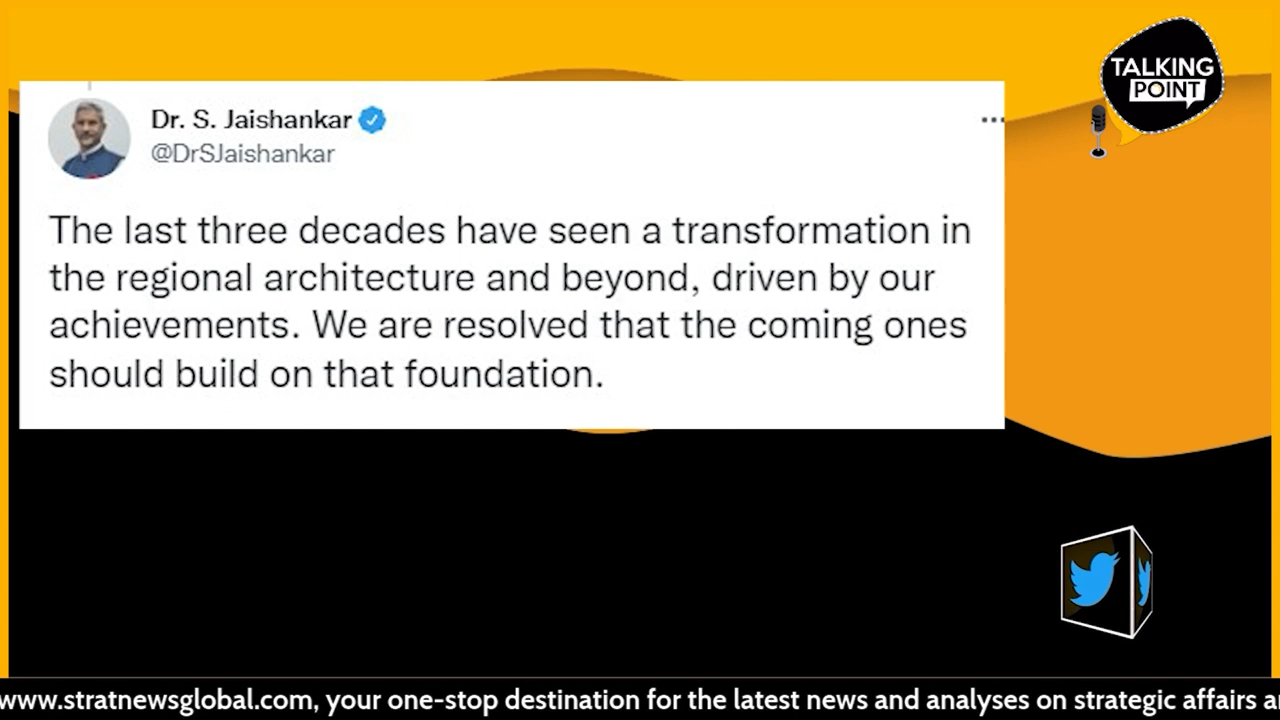 TALKING
POINT
Dr. S. Jaishankar
@DrSJaishankar
The last three decades have seen a transformation in
the regional architecture and beyond, driven by our
achievements. We are resolved that the coming ones
should build on that foundation.
www.stratnewsglobal.com, your one-stop destination for the latest news and analyses on strategic affairs a